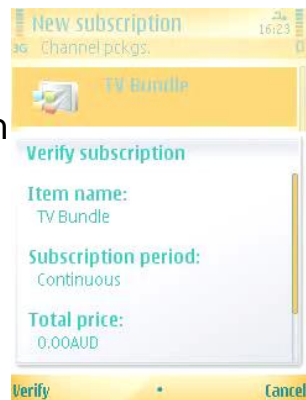 New subscription
16:23
3G Channel pckgs.
TV Bundle
n
Verify subscription
Item name:
TV Bundle
Subscription period:
Continuous
Total price:
0.00AUD
Verify
Cancel